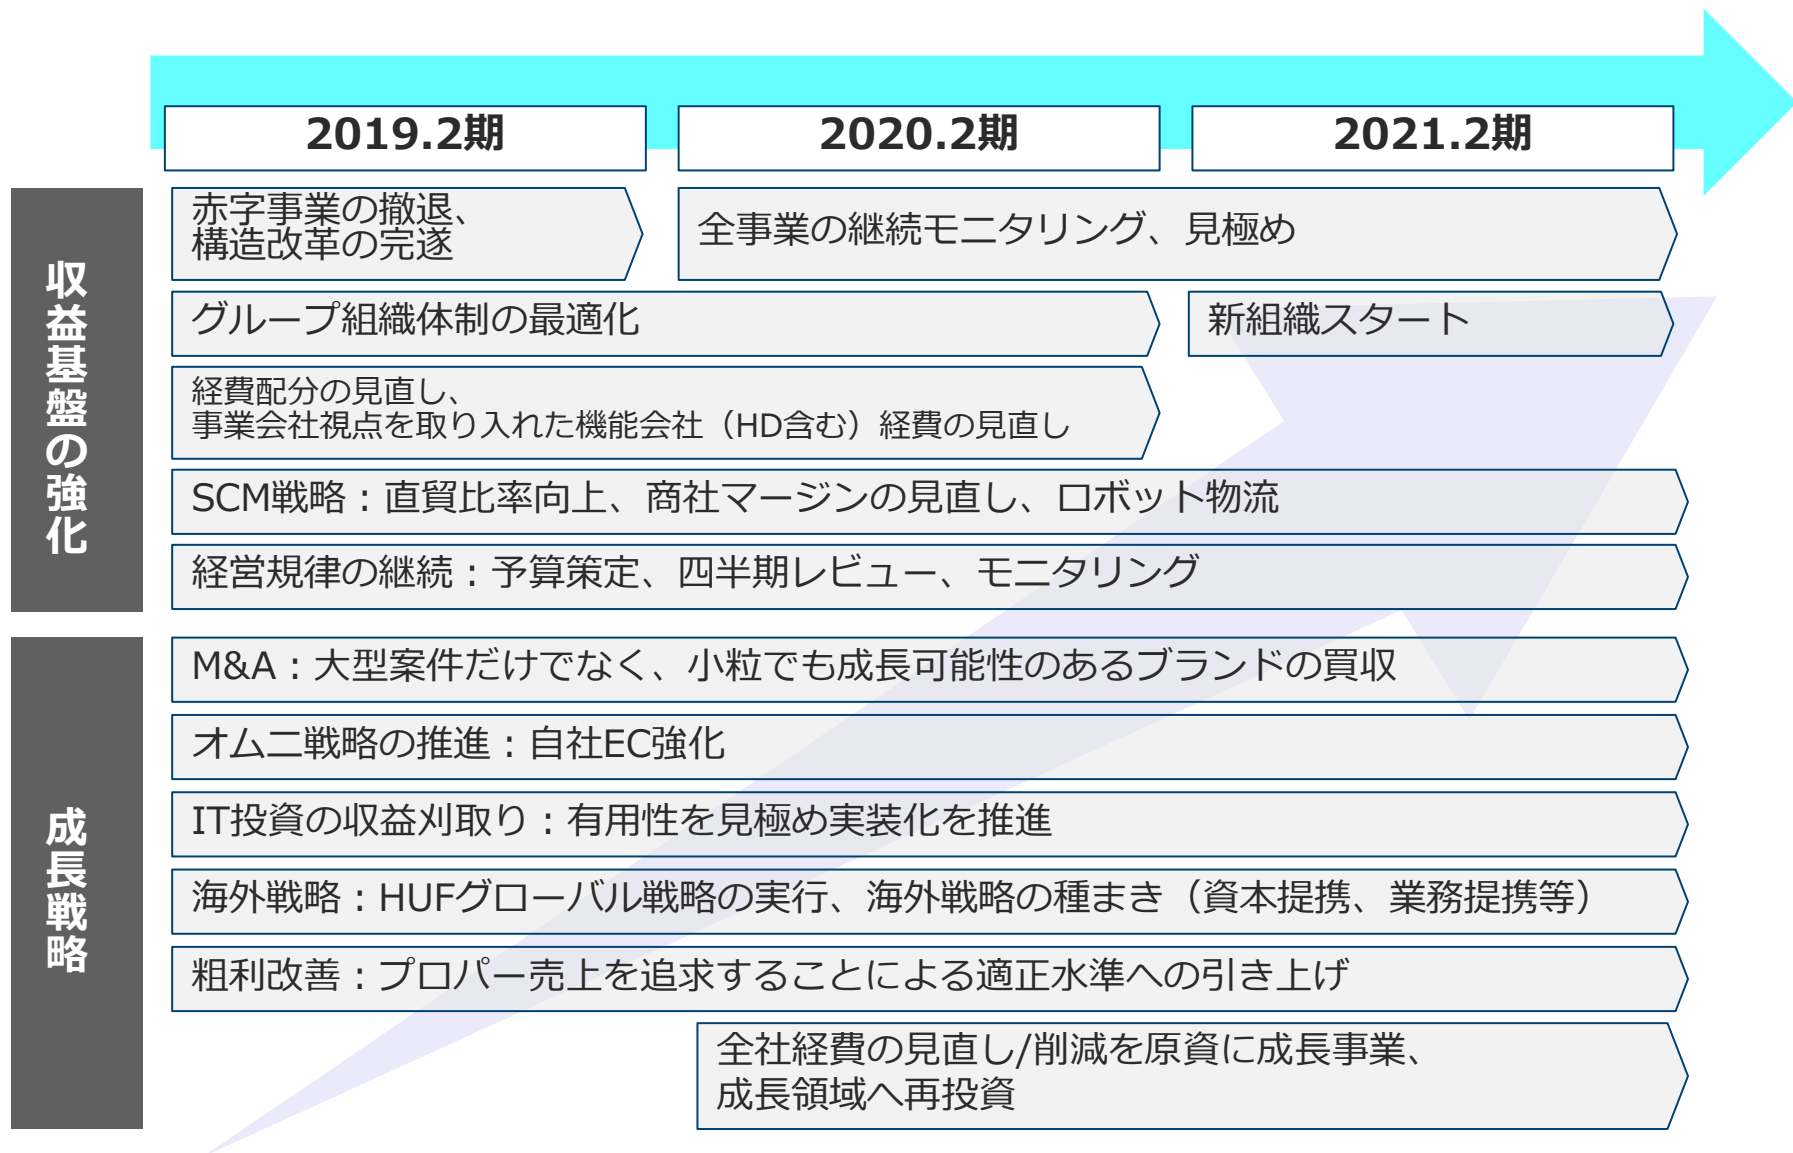 2019.2期
2020.2期
2021.2期
収益基盤の強化
赤字事業の撤退、
構造改革の完遂
全事業の継続モニタリング、見極め
グループ組織体制の最適化
新組織スタート
経費配分の見直し、
事業会社視点を取り入れた機能会社（HD含む）経費の見直し
SCM戦略：直貿比率向上、商社マージンの見直し、ロボット物流
経営規律の継続：予算策定、四半期レビュー、モニタリング
成長戦略
M&A：大型案件だけでなく、小粒でも成長可能性のあるブランドの買収
オムニ戦略の推進：自社EC強化
IT投資の収益刈取り：有用性を見極め実装化を推進
海外戦略：HUFグローバル戦略の実行、海外戦略の種まき（資本提携、業務提携等）
粗利改善：プロパー売上を追求することによる適正水準への引き上げ
全社経費の見直し/削減を原資に成長事業、
成長領域へ再投資